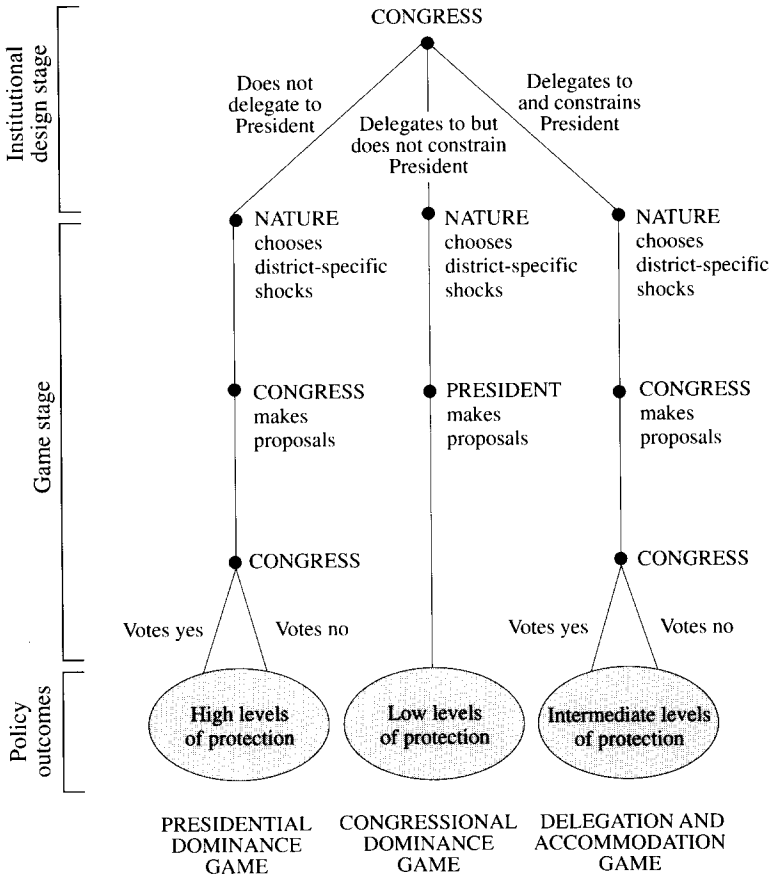 CONGRESS
Institutional
design stage
Does not
delegate to
President
Delegates to but
does not constrain
President
Delegates to
and constrains
President
NATURE
chooses
district-specific
shocks
NATURE
chooses
district-specific
shocks
NATURE
chooses
district-specific
shocks
Game stage
CONGRESS
makes
proposals
PRESIDENT
makes
proposals
CONGRESS
makes
proposals
CONGRESS
CONGRESS
Votes yes
Votes no
Votes yes
Votes no
Policy
outcomes
High levels
of protection
Low levels
of protection
Intermediate levels
of protection
PRESIDENTIAL
DOMINANCE
GAME
CONGRESSIONAL
DOMINANCE
GAME
DELEGATION AND
ACCOMMODATION
GAME